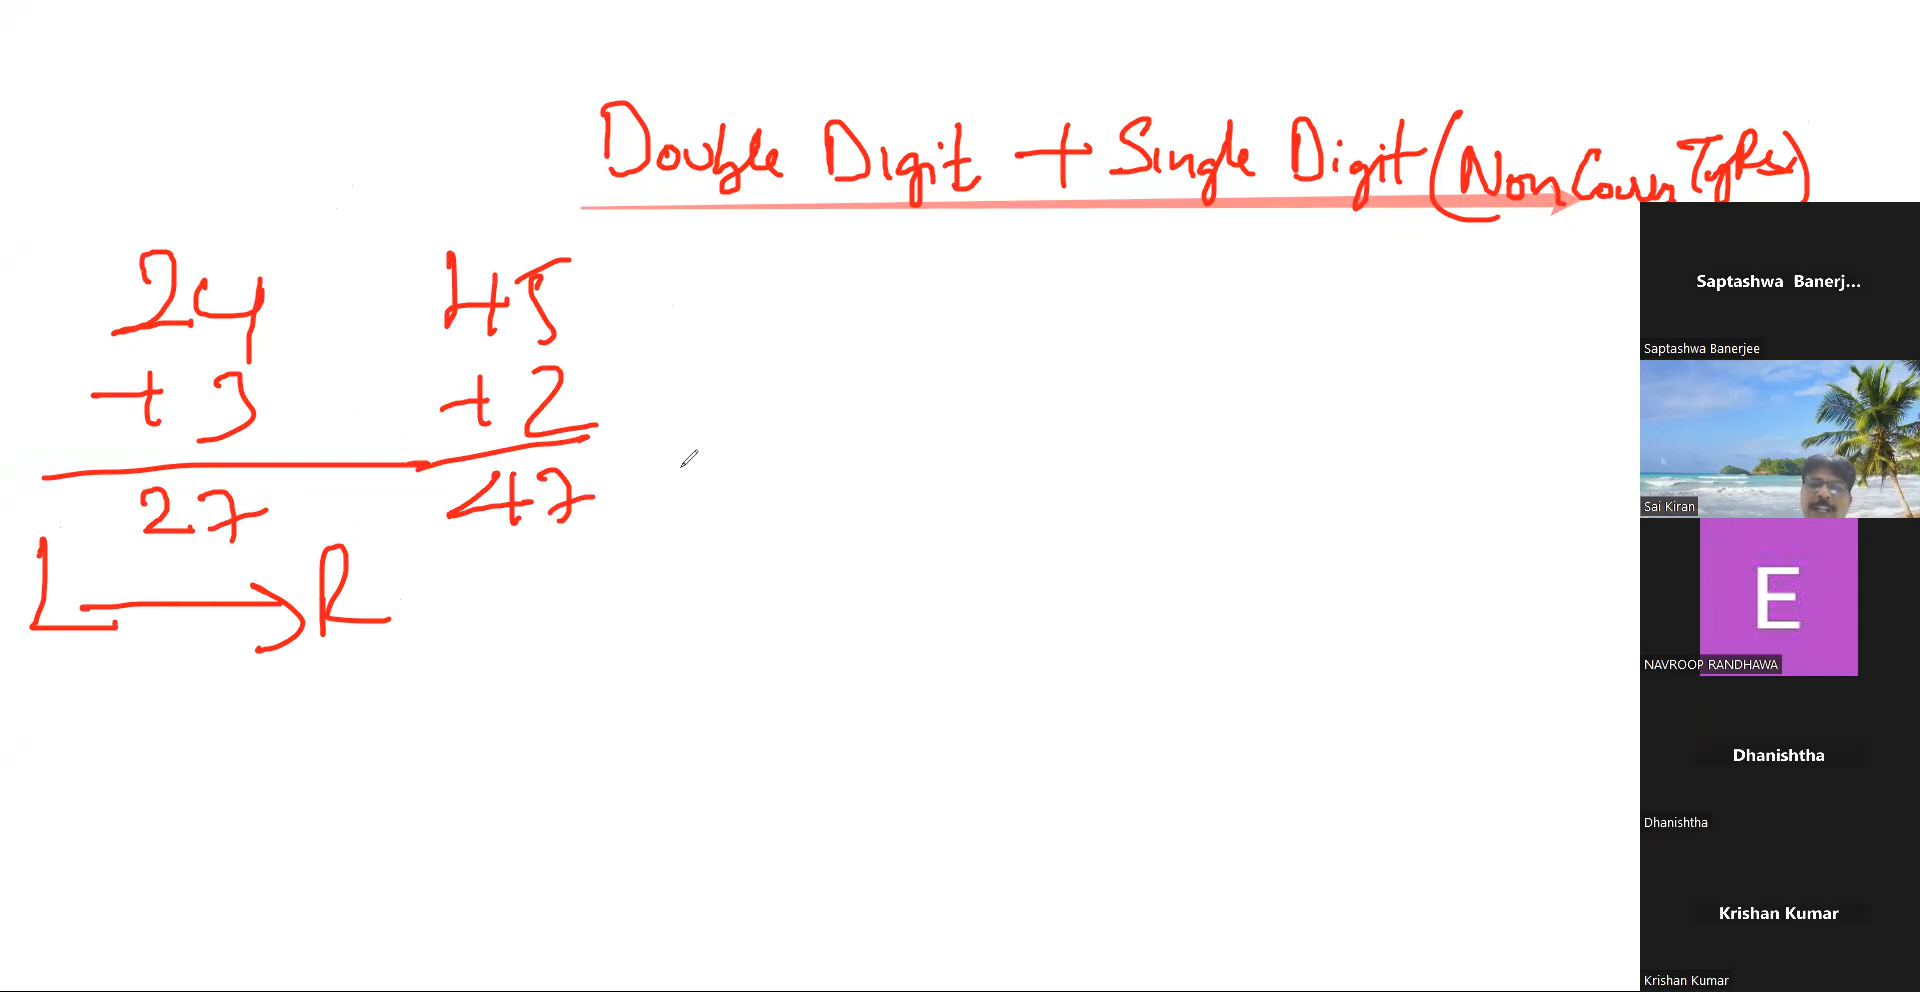 Double Digit + Single Digit (Non Types)
24 45
+ 3 + 2
27 47
L → R
Saptashwa Banerj...
Saptashwa Banerjee
Sai Kiran
E
NAVROOP RANDHAWA
Dhanishtha
Dhanishtha
Krishan Kumar
Krishan Kumar